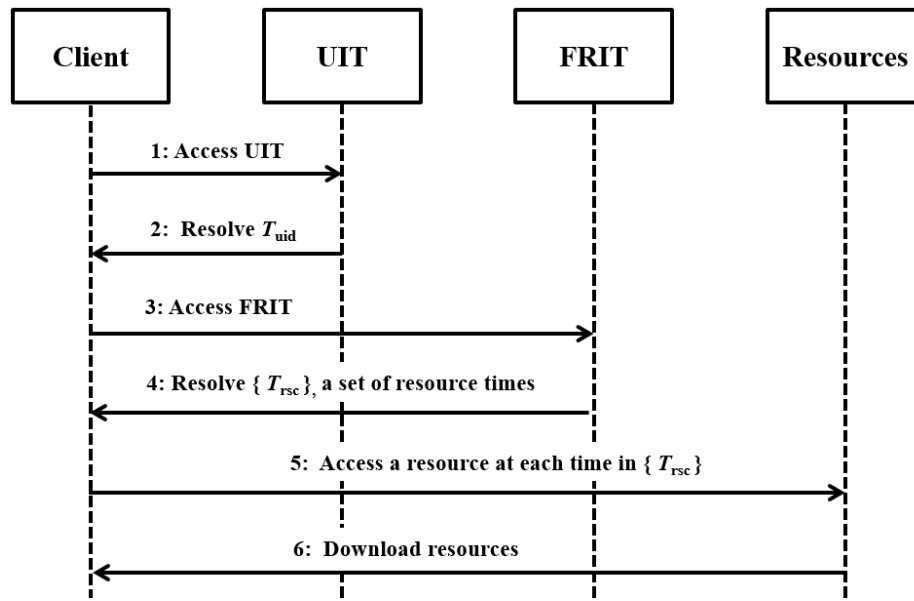 Client UIT FRIT Resources
1: Access UIT
2: Resolve Tuid
3: Access FRIT
4: Resolve { Trsc}, a set of resource times
5: Access a resource at each time in { Trsc}
6: Download resources